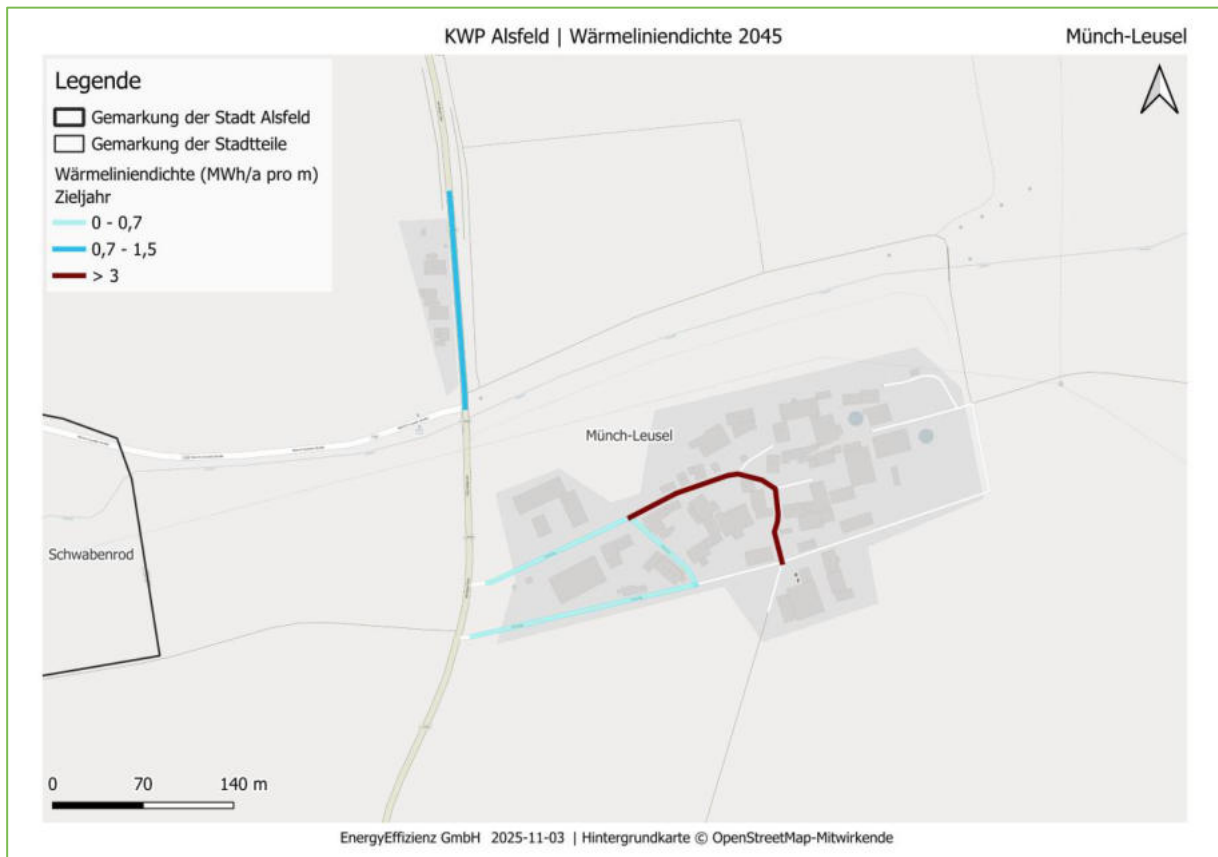 KWP Alsfeld | Wärmeliniendichte 2045
Münch-Leusel
Legende
Gemarkung der Stadt Alsfeld
Gemarkung der Stadtteile
Wärmeliniendichte (MWh/a pro m)
Zieljahr
0 - 0,7
0,7 - 1,5
> 3
Münch-Leusel
Schwabenrod
0 70 140 m
EnergyEffizienz GmbH 2025-11-03 | Hintergrundkarte © OpenStreetMap-Mitwirkende